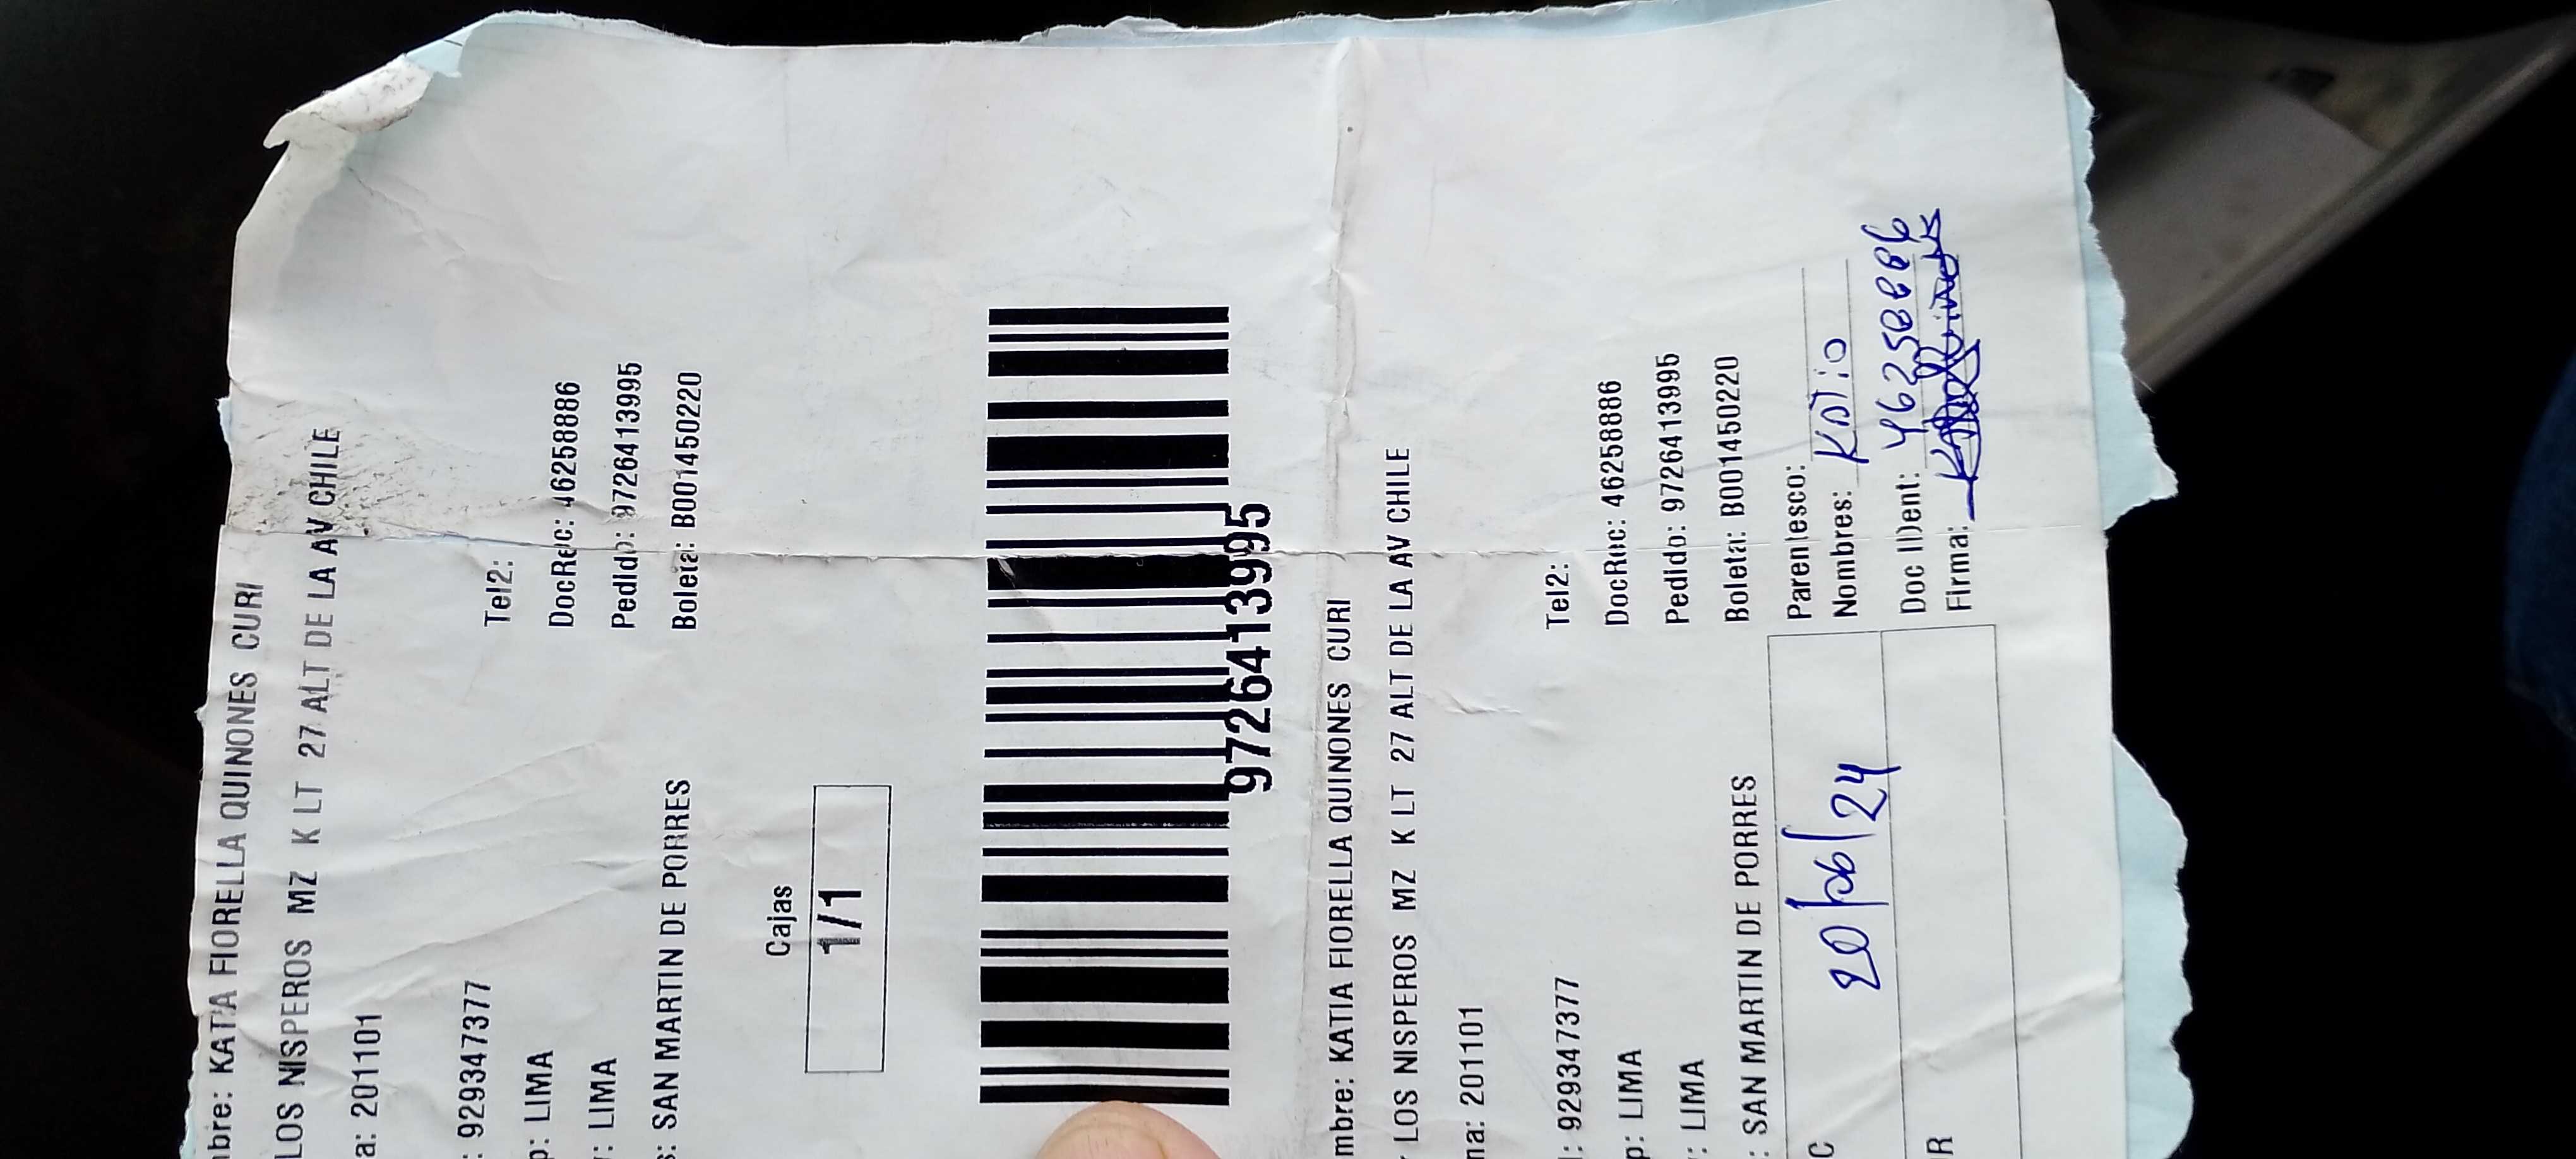 mbre: KATIA FIORELLA QUINONES CURI
LOS NISPEROS MZ K LT 27 ALT DE LA AV CHILE
a: 201101
: 929347377 Tel2:
p: LIMA DocRec: 46258886
: LIMA Pedido: 9726413995
s: SAN MARTIN DE PORRES Boleta: B001450220
Cajas
1/1
9726413995
mbre: KATIA FIORELLA QUINONES CURI
LOS NISPEROS MZ K LT 27 ALT DE LA AV CHILE
na: 201101
: 929347377 Tel2:
p: LIMA DocRec: 46258886
: LIMA Pedido: 9726413995
: SAN MARTIN DE PORRES Boleta: B001450220
C 20/06/24 Parentesco:
Nombres: Katia
R Doc IDent: 46258886
Firma: